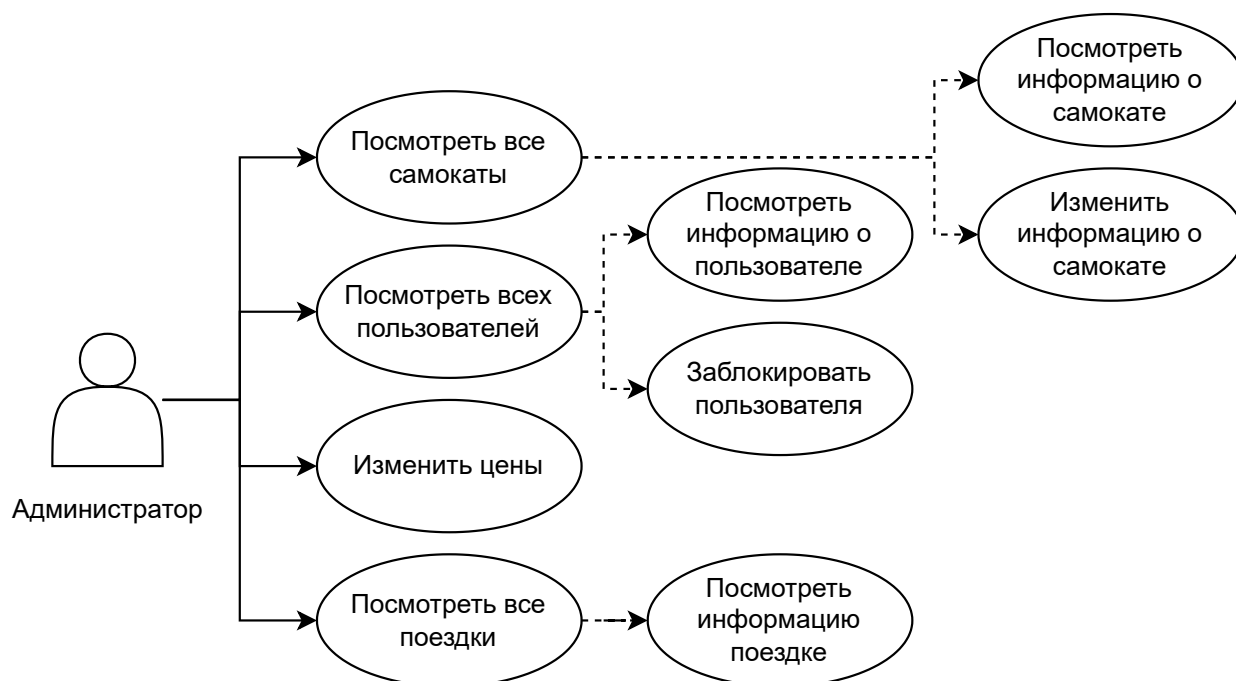 Посмотреть
информацию о
самокате
Посмотреть все
самокаты
Посмотреть
информацию о
пользователе
Изменить
информацию о
самокате
Посмотреть всех
пользователей
Заблокировать
пользователя
Изменить цены
Администратор
Посмотреть все
поездки
Посмотреть
информацию
поездке